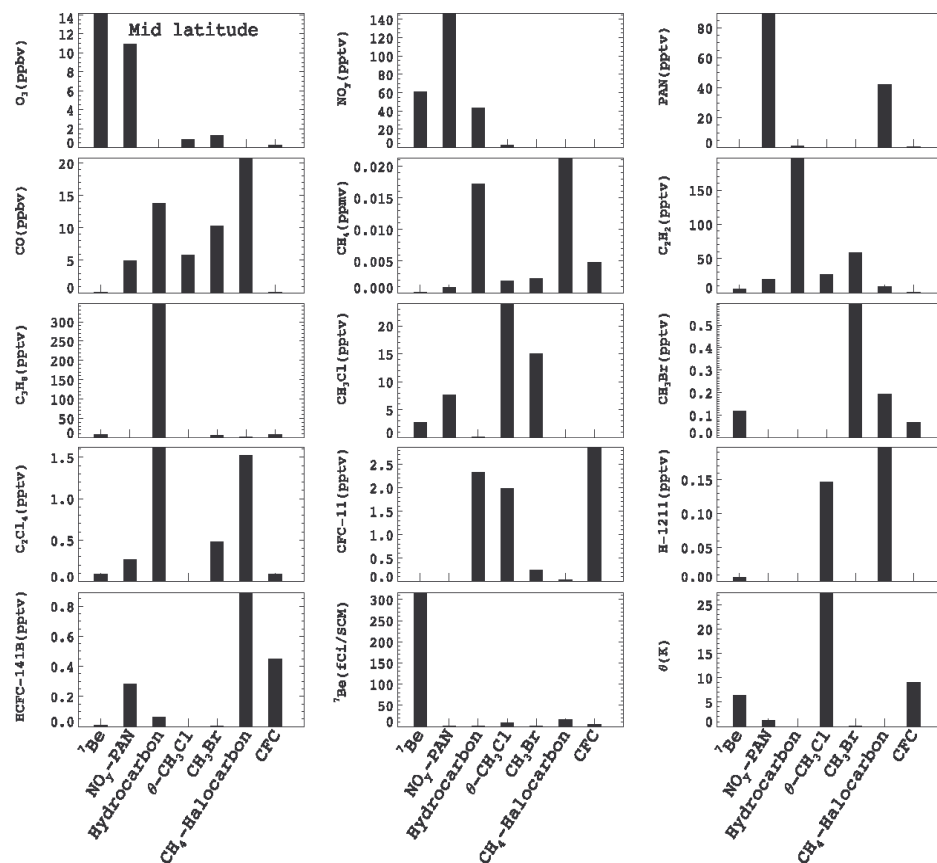 Mid latitude
O₃(ppbv)
14
12
10
8
6
4
2
0
NOᵧ(pptv)
140
120
100
80
60
40
20
0
PAN(pptv)
80
60
40
20
0
CO(ppbv)
20
15
10
5
0
CH₄(ppmv)
0.020
0.015
0.010
0.005
0.000
C₂H₂(pptv)
150
100
50
0
C₃H₈(pptv)
300
250
200
150
100
50
0
CH₃Cl(pptv)
20
15
10
5
0
CH₃Br(pptv)
0.5
0.4
0.3
0.2
0.1
0.0
C₂Cl₄(pptv)
1.5
1.0
0.5
0.0
CFC-11(pptv)
2.5
2.0
1.5
1.0
0.5
0.0
H-1211(pptv)
0.15
0.10
0.05
0.00
HCFC-141B(pptv)
0.8
0.6
0.4
0.2
0.0
⁷Be(fCi/SCM)
300
250
200
150
100
50
0
θ(K)
25
20
15
10
5
0
⁷Be
NOᵧ-PAN
Hydrocarbon
θ-CH₃Cl
CH₃Br
CH₄-Halocarbon
CFC
⁷Be
NOᵧ-PAN
Hydrocarbon
θ-CH₃Cl
CH₃Br
CH₄-Halocarbon
CFC
⁷Be
NOᵧ-PAN
Hydrocarbon
θ-CH₃Cl
CH₃Br
CH₄-Halocarbon
CFC